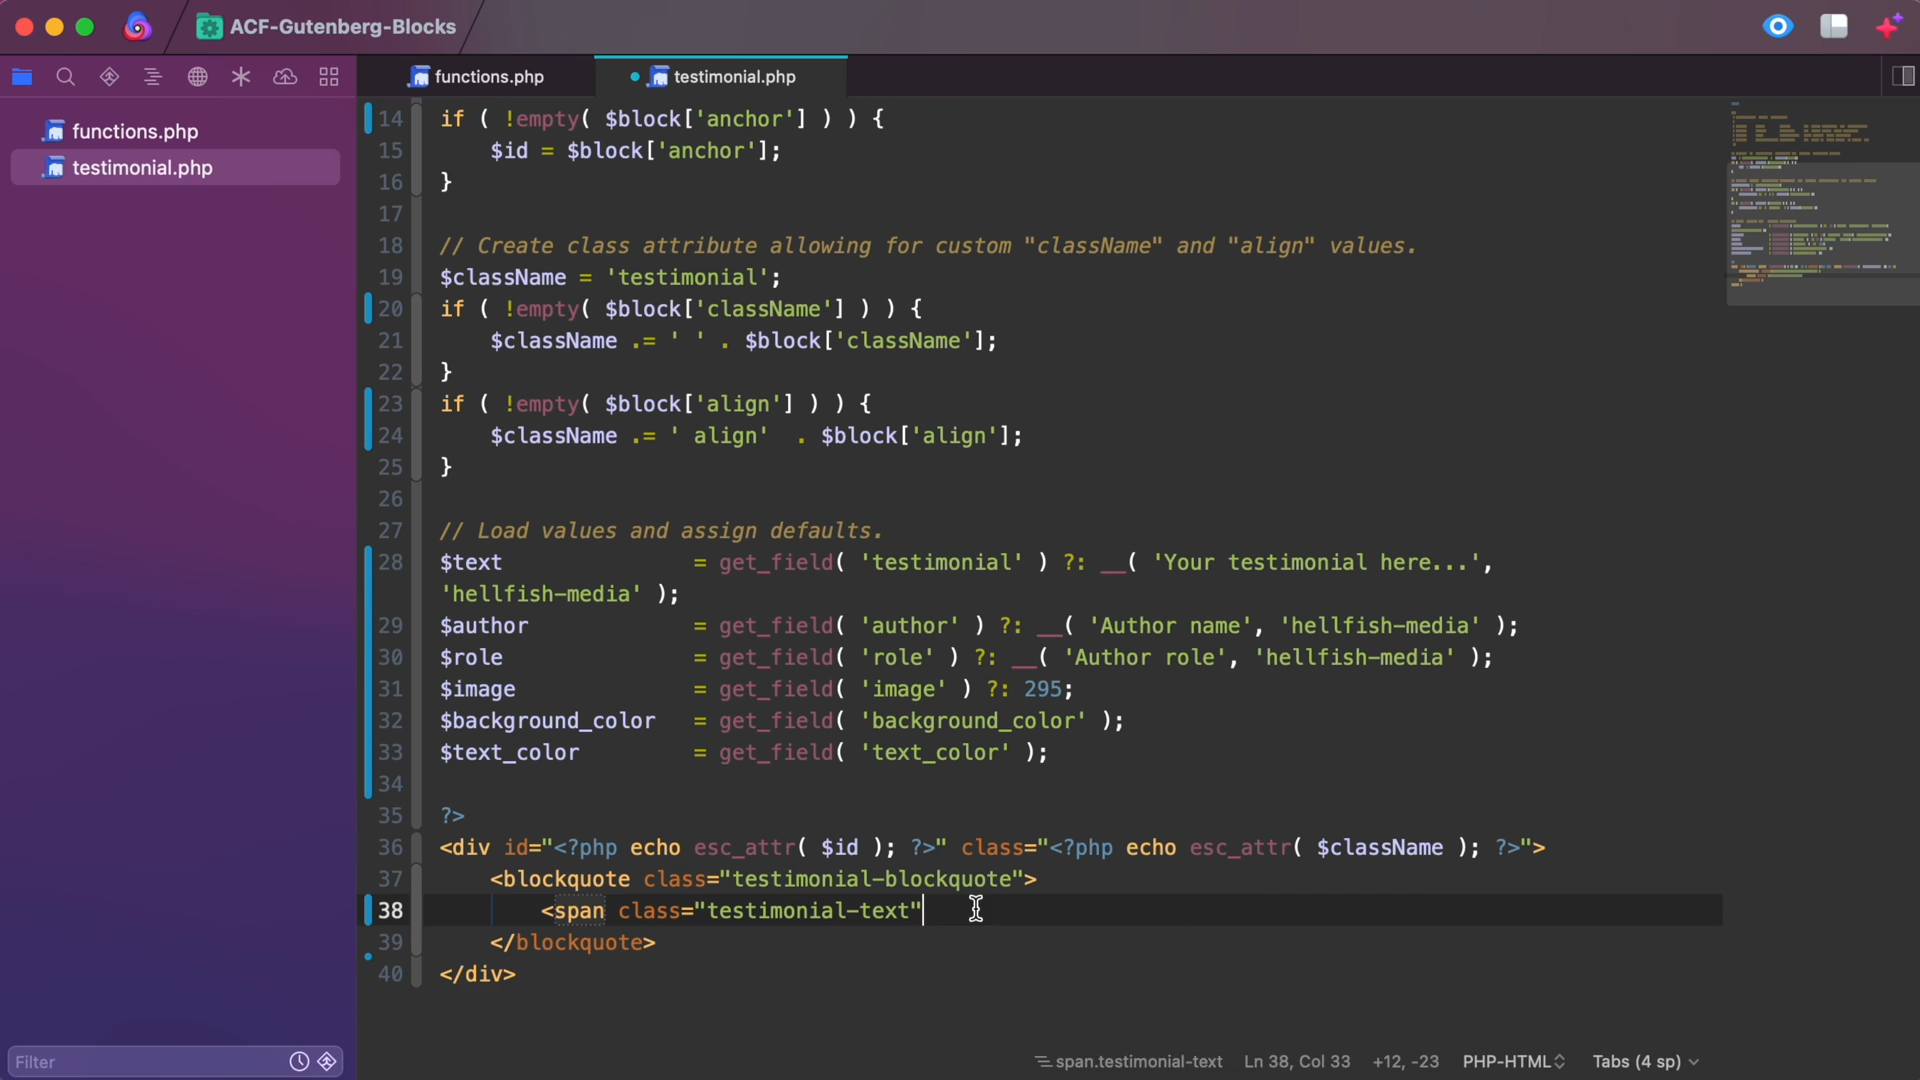 ACF-Gutenberg-Blocks
functions.php
testimonial.php
functions.php
testimonial.php
14 if ( !empty( $block['anchor'] ) ) {
15 $id = $block['anchor'];
16 }
17
18 // Create class attribute allowing for custom "className" and "align" values.
19 $className = 'testimonial';
20 if ( !empty( $block['className'] ) ) {
21 $className .= ' ' . $block['className'];
22 }
23 if ( !empty( $block['align'] ) ) {
24 $className .= ' align' . $block['align'];
25 }
26
27 // Load values and assign defaults.
28 $text = get_field( 'testimonial' ) ?: __( 'Your testimonial here...',
'hellfish-media' );
29 $author = get_field( 'author' ) ?: __( 'Author name', 'hellfish-media' );
30 $role = get_field( 'role' ) ?: __( 'Author role', 'hellfish-media' );
31 $image = get_field( 'image' ) ?: 295;
32 $background_color = get_field( 'background_color' );
33 $text_color = get_field( 'text_color' );
34
35 ?>
36 <div id="<?php echo esc_attr( $id ); ?>" class="<?php echo esc_attr( $className ); ?>">
37 <blockquote class="testimonial-blockquote">
38 <span class="testimonial-text"
39 </blockquote>
40 </div>
Filter
span.testimonial-text Ln 38, Col 33 +12, -23 PHP-HTML Tabs (4 sp)